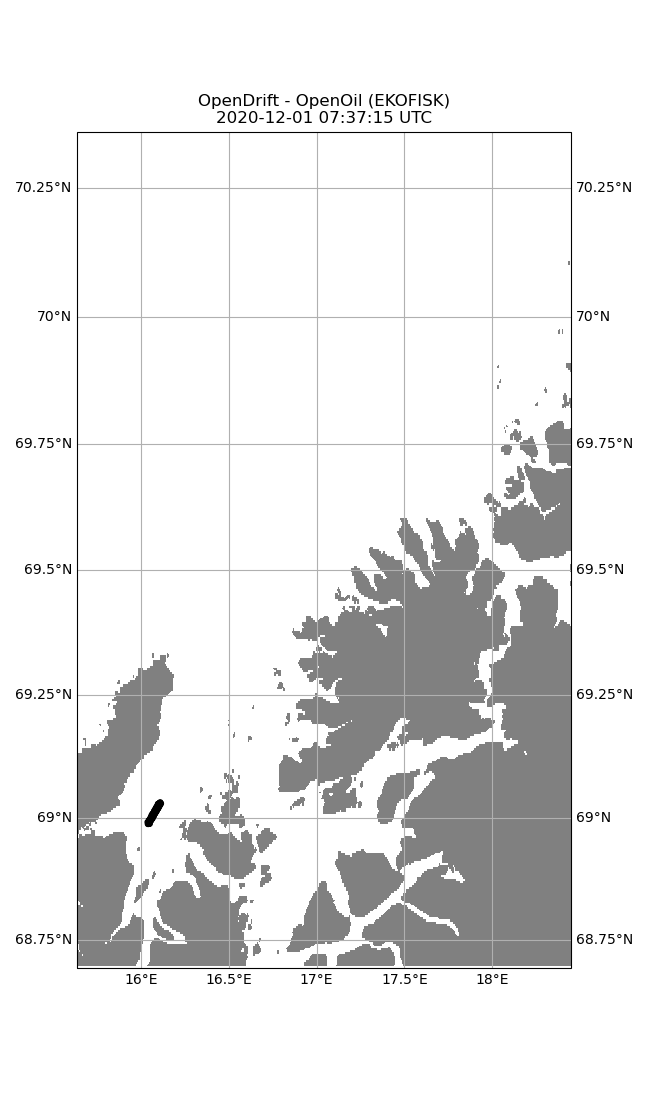 OpenDrift - OpenOil (EKOFISK)
2020-12-01 07:37:15 UTC
70.25°N 70.25°N
70°N 70°N
69.75°N 69.75°N
69.5°N 69.5°N
69.25°N 69.25°N
69°N 69°N
68.75°N 68.75°N
16°E 16.5°E 17°E 17.5°E 18°E